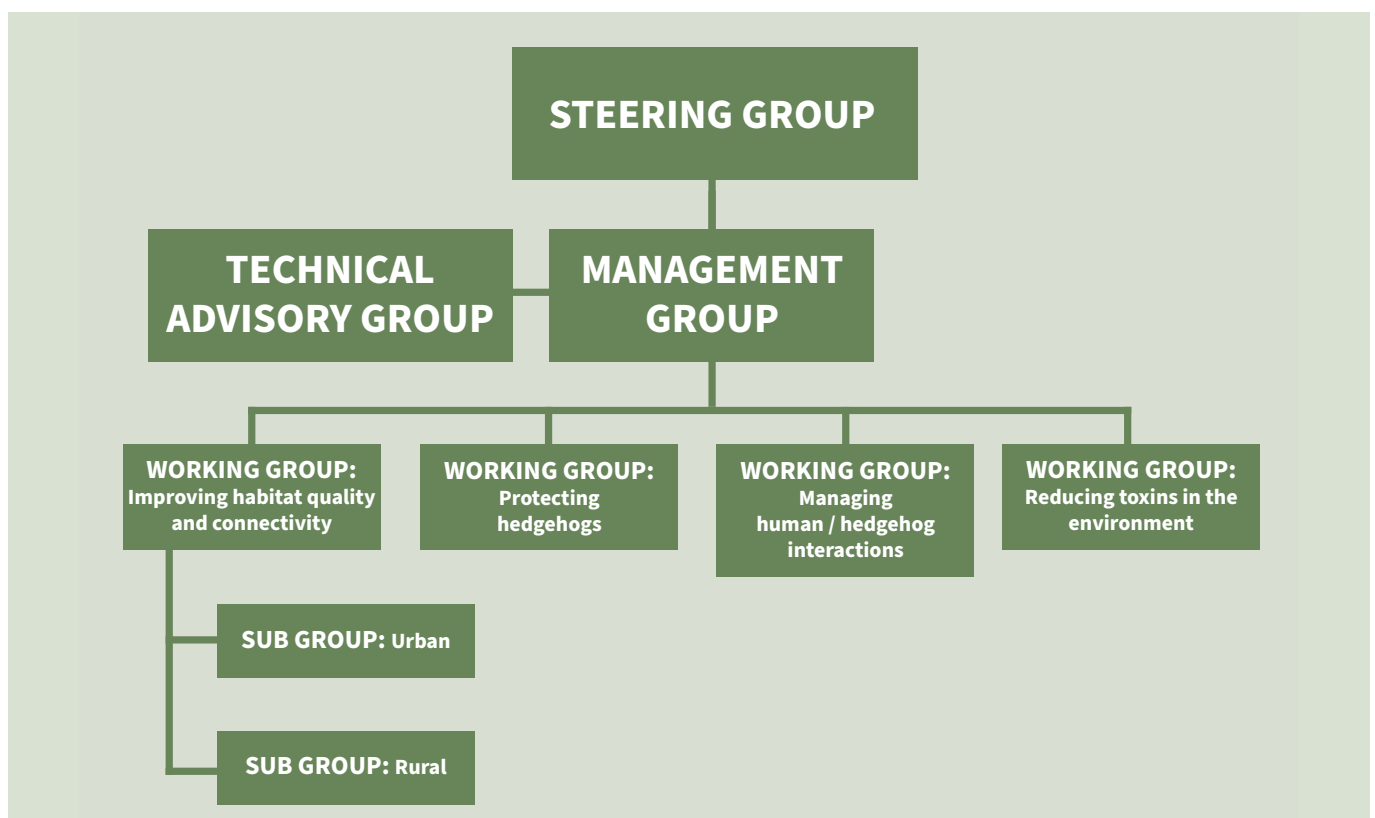 STEERING GROUP
TECHNICAL
ADVISORY GROUP
MANAGEMENT
GROUP
WORKING GROUP:
Improving habitat quality
and connectivity
WORKING GROUP:
Protecting
hedgehogs
WORKING GROUP:
Managing
human / hedgehog
interactions
WORKING GROUP:
Reducing toxins in the
environment
SUB GROUP: Urban
SUB GROUP: Rural